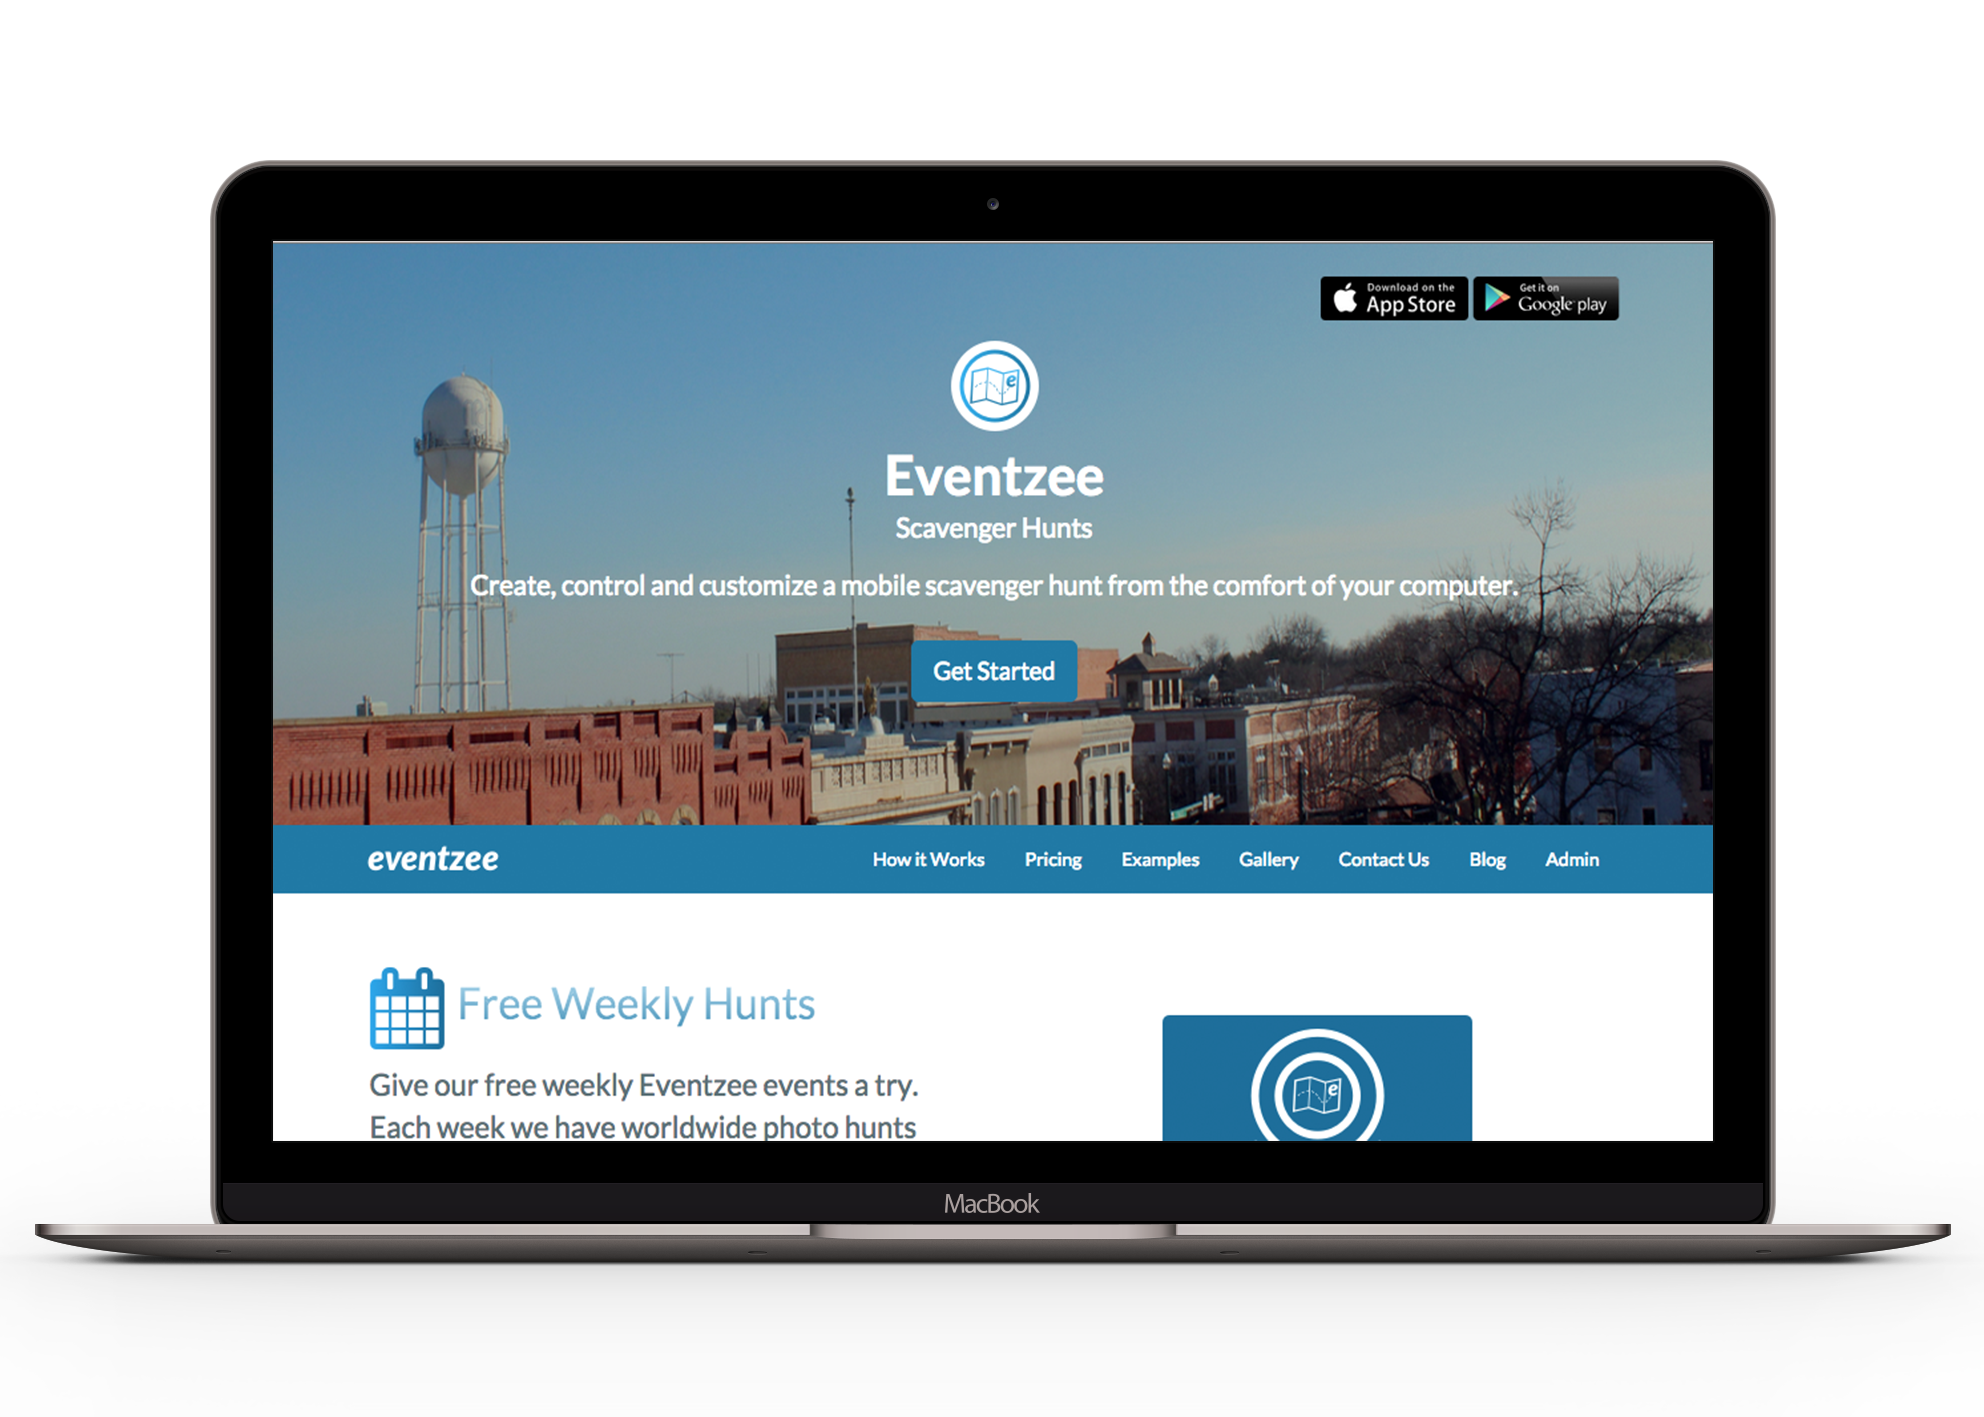 Download on the
App Store
Get it on
Google play
e
Eventzee
Scavenger Hunts
Create, control and customize a mobile scavenger hunt from the comfort of your computer.
Get Started
eventzee
How it Works Pricing Examples Gallery Contact Us Blog Admin
Free Weekly Hunts
Give our free weekly Eventzee events a try.
Each week we have worldwide photo hunts
e
MacBook